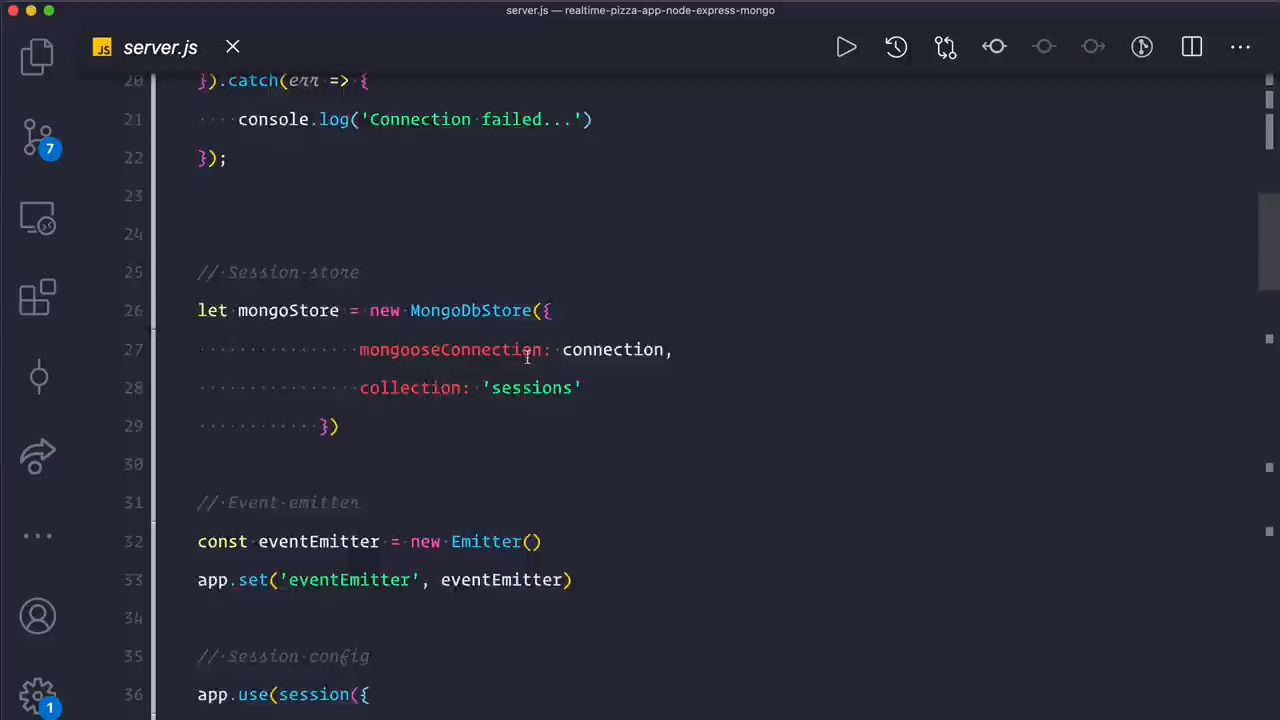 server.js — realtime-pizza-app-node-express-mongo
JS server.js
20 }).catch(err => {
21 ····console.log('Connection·failed...')
22 });
23
24
25 //·Session·store
26 let·mongoStore·=·new·MongoDbStore({
27 ················mongooseConnection:·connection,
28 ················collection:·'sessions'
29 ············})
30
31 //·Event·emitter
32 const·eventEmitter·=·new·Emitter()
33 app.set('eventEmitter',·eventEmitter)
34
35 //·Session·config
36 app.use(session({
7
1